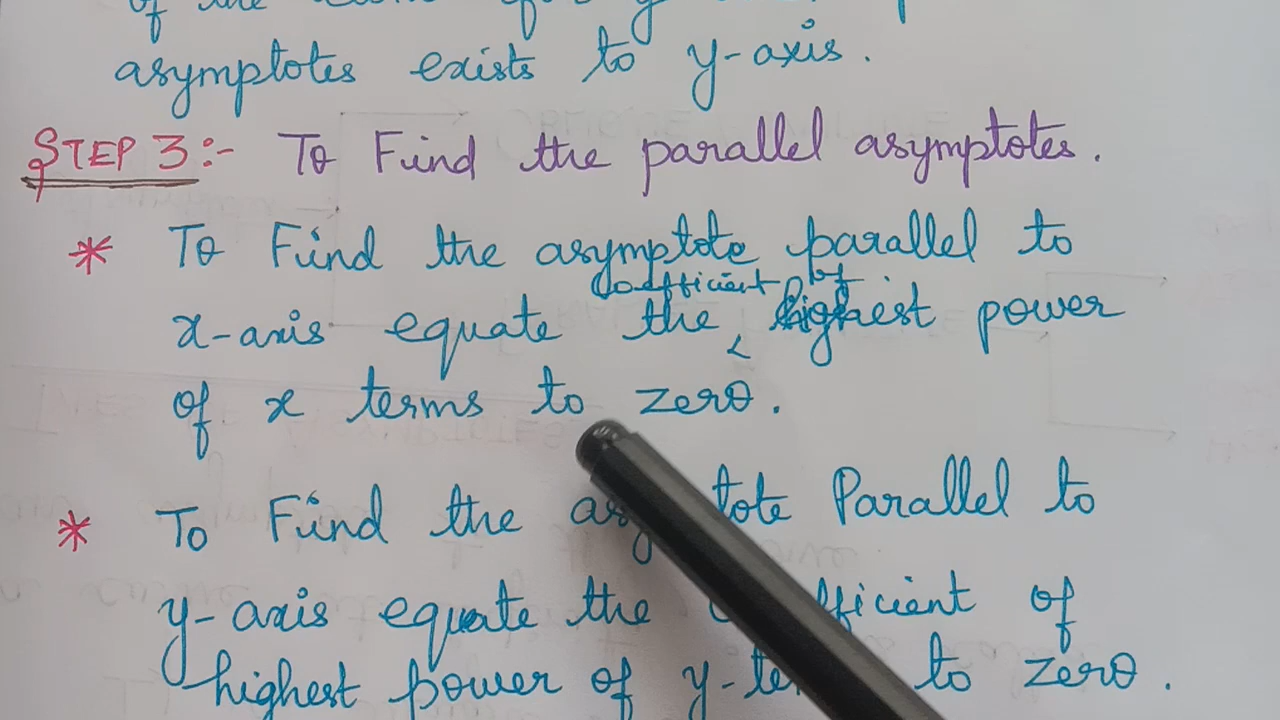 of the
asymptotes exists to y-axis.
STEP 3:- To Find the parallel asymptotes.
* To Find the asymptote parallel to
coefficient of
x-axis equate the < highest power
of x terms to zero.
* To Find the Parallel to
y-axis equate the of
highest power of to zero.